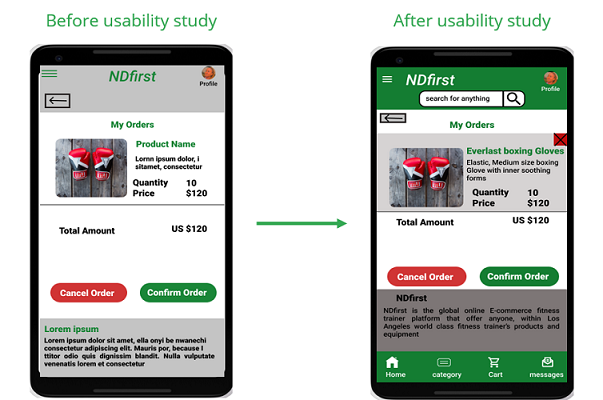 Before usability study
After usability study
NDfirst
Profile
My Orders
Product Name
Lornn ipsum dolor, i
sitamet, consectetur
Quantity 10
Price $120
Total Amount US $120
Cancel Order
Confirm Order
Lorem ipsum
dolor sit amet, ella onyi be nwanechi
consectetur adipiscing elit. Mauris por, because I
ttitor odio quis dignissim blandit. Nulla vulputate
venenatis lorem et consectetur
NDfirst
Profile
search for anything
My Orders
Everlast boxing Gloves
Elastic, Medium size boxing
Glove with inner soothing
forms
Quantity 10
Price $120
Total Amount US $120
Cancel Order
Confirm Order
NDfirst
NDfirst is the global online E-commerce fitness
trainer platform that offer anyone, within Los
Angeles world class fitness trainer's products and
equipment
Home
category
Cart
messages